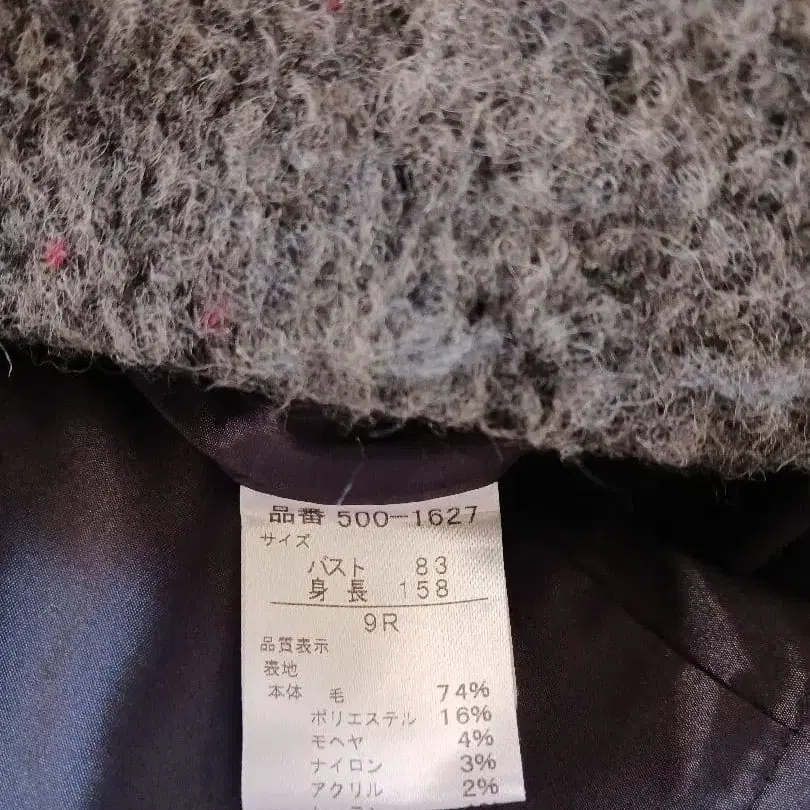 品番 500-1627
サイズ
バスト 83
身長 158
9R
品質表示
表地
本体 毛 74%
ポリエステル 16%
モヘヤ 4%
ナイロン 3%
アクリル 2%